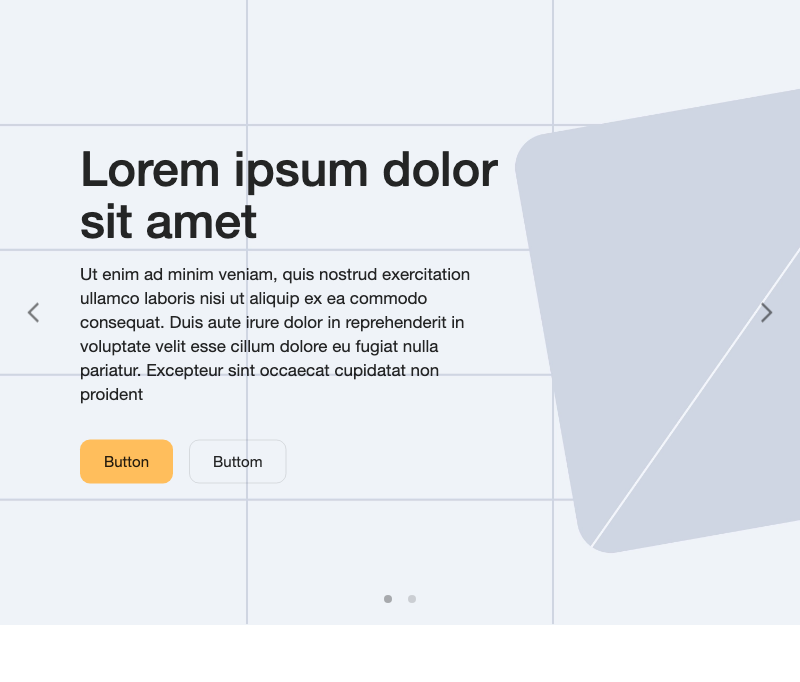 Lorem ipsum dolor
sit amet
Ut enim ad minim veniam, quis nostrud exercitation
ullamco laboris nisi ut aliquip ex ea commodo
consequat. Duis aute irure dolor in reprehenderit in
voluptate velit esse cillum dolore eu fugiat nulla
pariatur. Excepteur sint occaecat cupidatat non
proident
Button Buttom